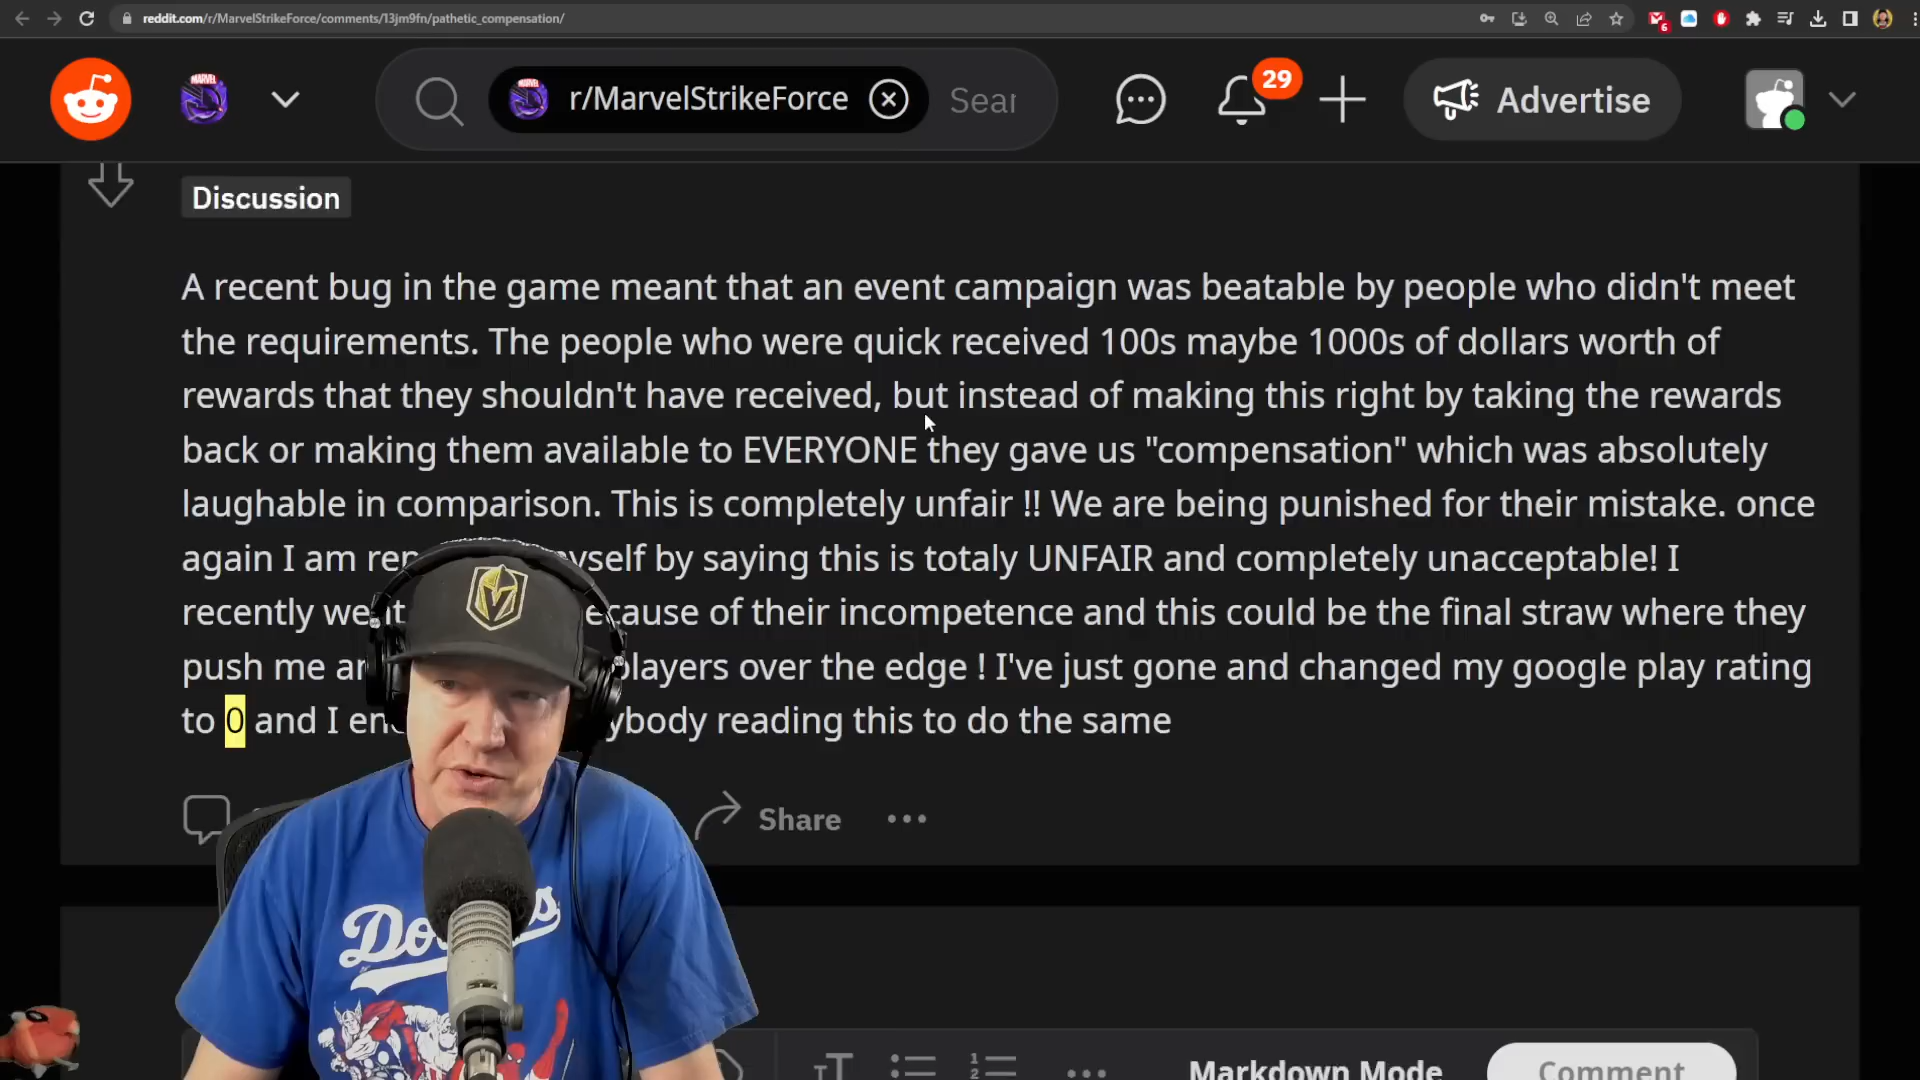 reddit.com/r/MarvelStrikeForce/comments/13jm9fn/pathetic_compensation/
6
MARVEL
MARVEL
r/MarvelStrikeForce
Sear
29
Advertise
Discussion
A recent bug in the game meant that an event campaign was beatable by people who didn't meet
the requirements. The people who were quick received 100s maybe 1000s of dollars worth of
rewards that they shouldn't have received, but instead of making this right by taking the rewards
back or making them available to EVERYONE they gave us "compensation" which was absolutely
laughable in comparison. This is completely unfair !! We are being punished for their mistake. once
again I am rep yself by saying this is totaly UNFAIR and completely unacceptable! I
recently went ecause of their incompetence and this could be the final straw where they
push me an layers over the edge ! I've just gone and changed my google play rating
to 0 and I en ybody reading this to do the same
Share
Do s
Markdown Mode
Comment